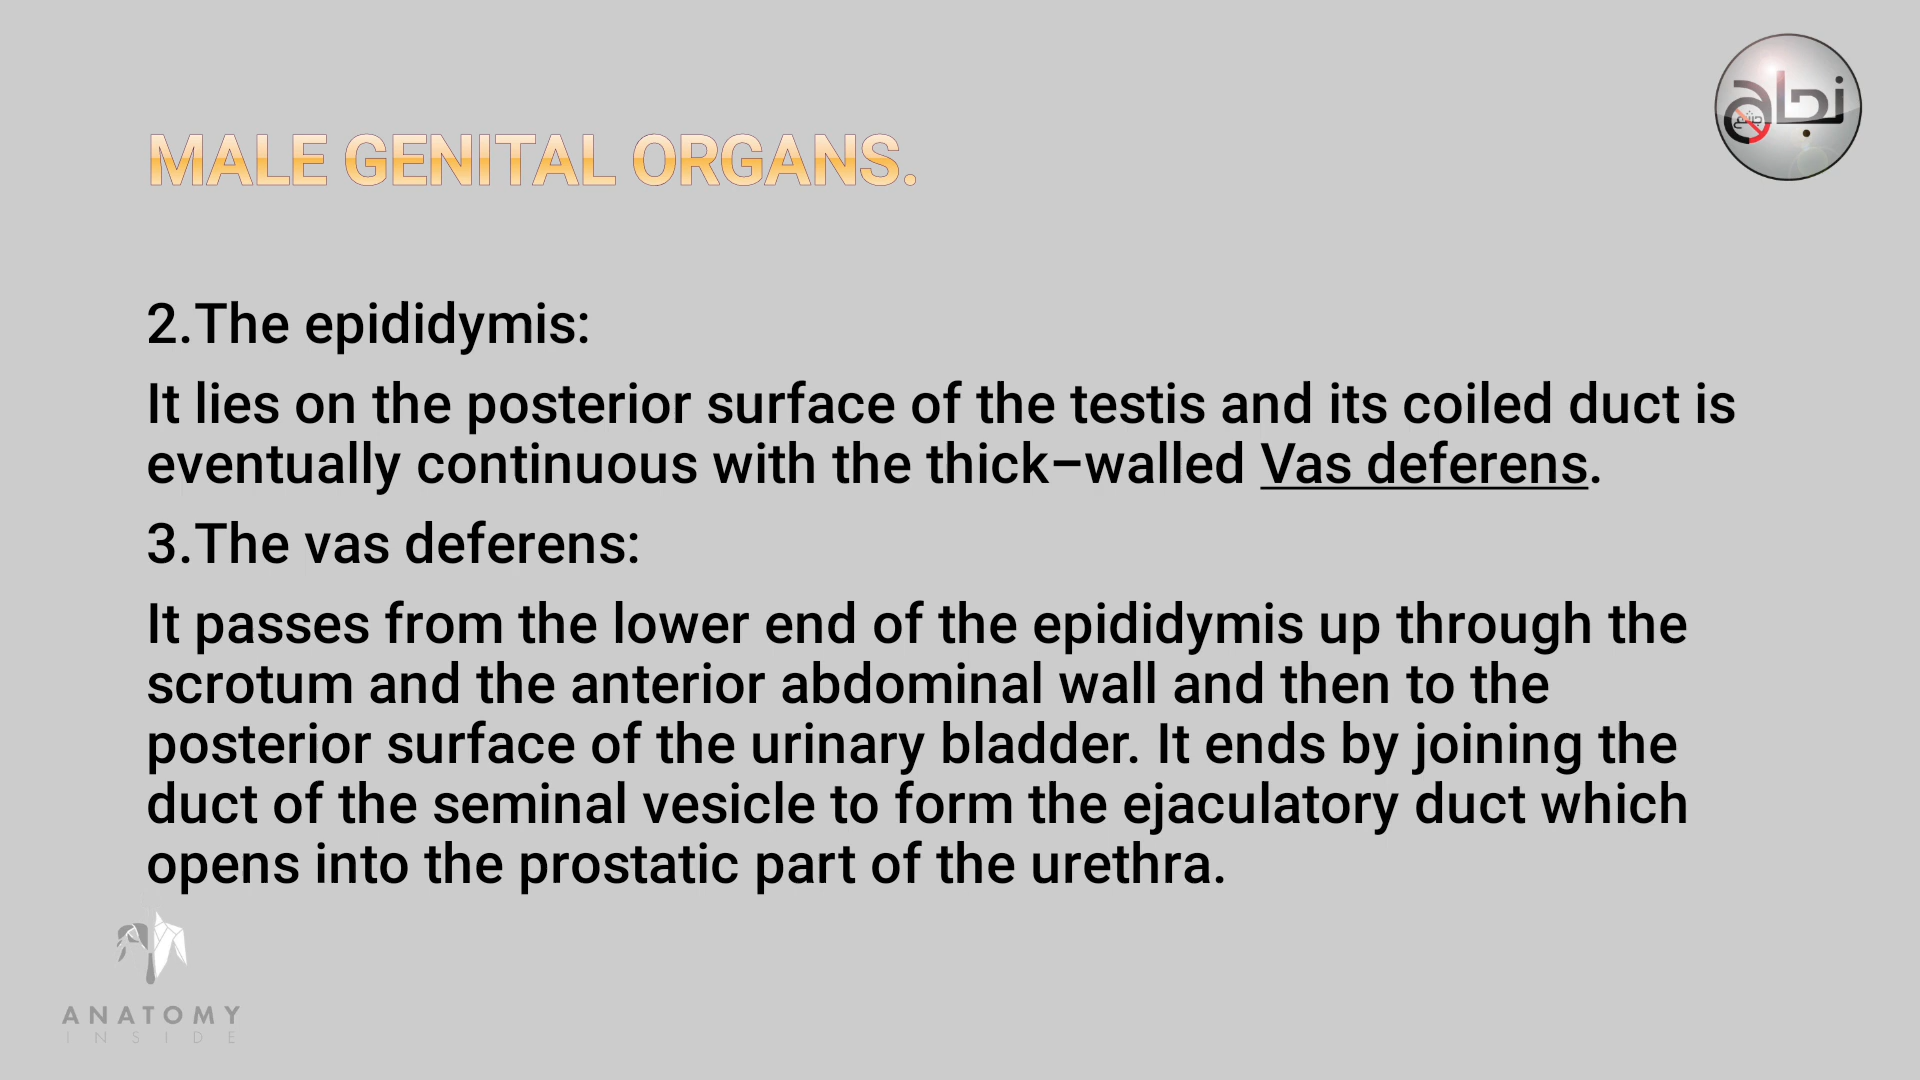 MALE GENITAL ORGANS.
2.The epididymis:
It lies on the posterior surface of the testis and its coiled duct is
eventually continuous with the thick–walled Vas deferens.
3.The vas deferens:
It passes from the lower end of the epididymis up through the
scrotum and the anterior abdominal wall and then to the
posterior surface of the urinary bladder. It ends by joining the
duct of the seminal vesicle to form the ejaculatory duct which
opens into the prostatic part of the urethra.
ANATOMY
INSIDE